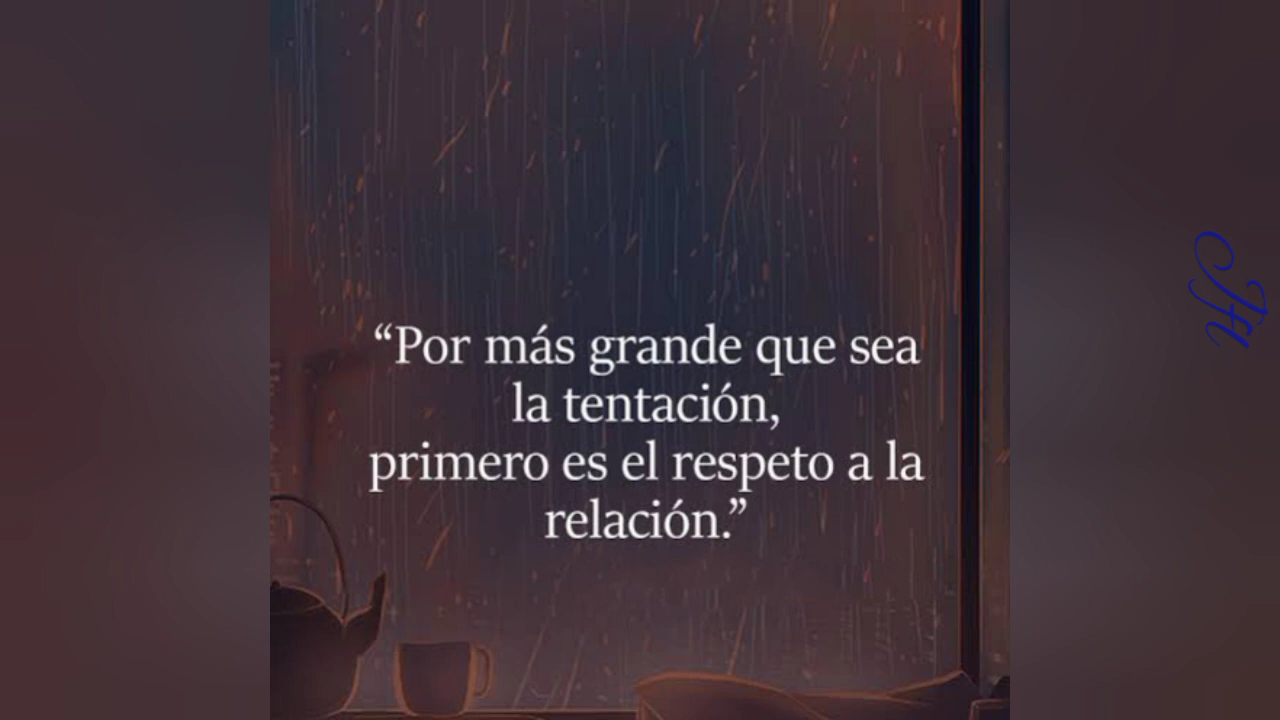 “Por más grande que sea
la tentación,
primero es el respeto a la
relación.”